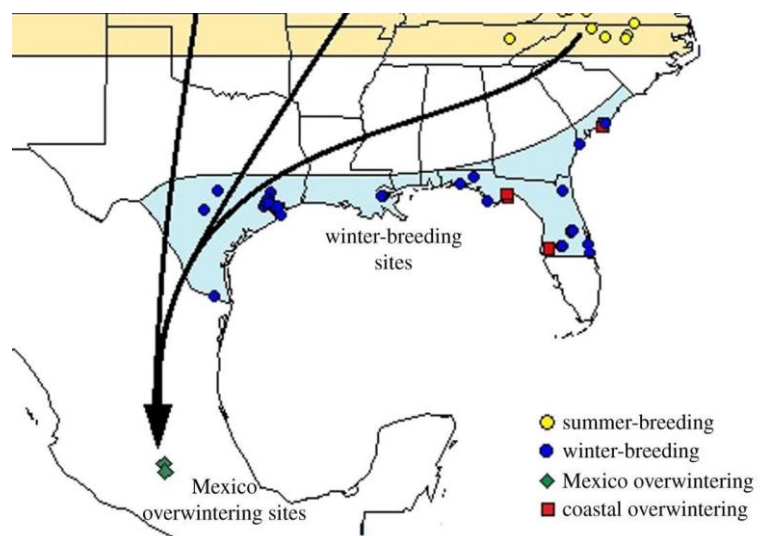 winter-breeding
sites
summer-breeding
winter-breeding
Mexico overwintering
coastal overwintering
Mexico
overwintering sites